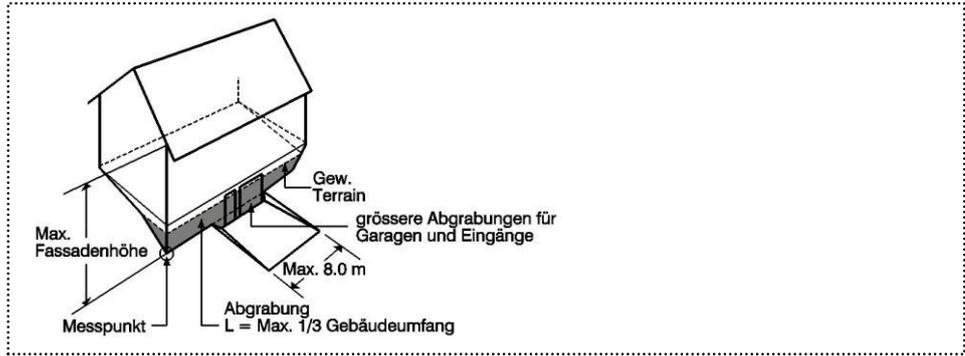 Gew.
Terrain
grössere Abgrabungen für
Garagen und Eingänge
Max.
Fassadenhöhe
Max. 8.0 m
Abgrabung
Messpunkt
L = Max. 1/3 Gebäudeumfang